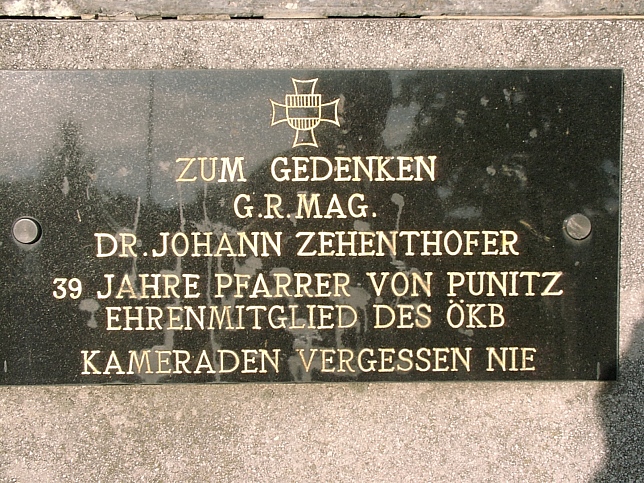 ZUM GEDENKEN
G.R.MAG.
DR.JOHANN ZEHENTHOFER
39 JAHRE PFARRER VON PUNITZ
EHRENMITGLIED DES ÖKB
KAMERADEN VERGESSEN NIE